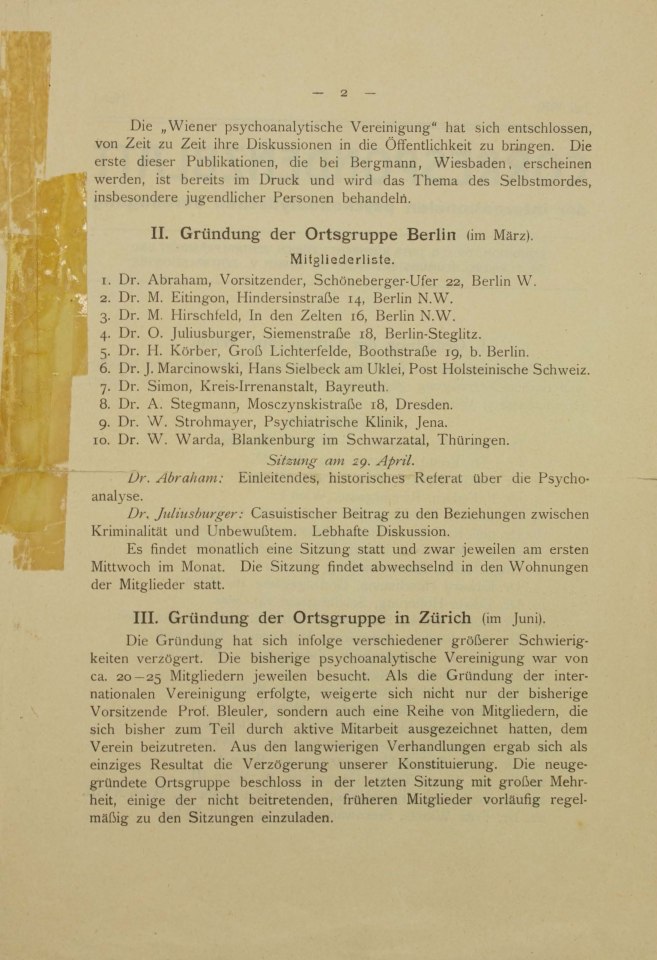 — 2 —
Die „Wiener psychoanalytische Vereinigung“ hat sich entschlossen,
von Zeit zu Zeit ihre Diskussionen in die Öffentlichkeit zu bringen. Die
erste dieser Publikationen, die bei Bergmann, Wiesbaden, erscheinen
werden, ist bereits im Druck und wird das Thema des Selbstmordes,
insbesondere jugendlicher Personen behandeln.
II. Gründung der Ortsgruppe Berlin (im März).
Mitgliederliste.
1. Dr. Abraham, Vorsitzender, Schöneberger-Ufer 22, Berlin W.
2. Dr. M. Eitingon, Hindersinstraße 14, Berlin N.W.
3. Dr. M. Hirschfeld, In den Zelten 16, Berlin N.W.
4. Dr. O. Juliusburger, Siemenstraße 18, Berlin-Steglitz.
5. Dr. H. Körber, Groß Lichterfelde, Boothstraße 19, b. Berlin.
6. Dr. J. Marcinowski, Hans Sielbeck am Uklei, Post Holsteinische Schweiz.
7. Dr. Simon, Kreis-Irrenanstalt, Bayreuth.
8. Dr. A. Stegmann, Mosczynskistraße 18, Dresden.
9. Dr. W. Strohmayer, Psychiatrische Klinik, Jena.
10. Dr. W. Warda, Blankenburg im Schwarzatal, Thüringen.
Sitzung am 29. April.
Dr. Abraham: Einleitendes, historisches Referat über die Psycho-
analyse.
Dr. Juliusburger: Casuistischer Beitrag zu den Beziehungen zwischen
Kriminalität und Unbewußtem. Lebhafte Diskussion.
Es findet monatlich eine Sitzung statt und zwar jeweilen am ersten
Mittwoch im Monat. Die Sitzung findet abwechselnd in den Wohnungen
der Mitglieder statt.
III. Gründung der Ortsgruppe in Zürich (im Juni).
Die Gründung hat sich infolge verschiedener größerer Schwierig-
keiten verzögert. Die bisherige psychoanalytische Vereinigung war von
ca. 20—25 Mitgliedern jeweilen besucht. Als die Gründung der inter-
nationalen Vereinigung erfolgte, weigerte sich nicht nur der bisherige
Vorsitzende Prof. Bleuler, sondern auch eine Reihe von Mitgliedern, die
sich bisher zum Teil durch aktive Mitarbeit ausgezeichnet hatten, dem
Verein beizutreten. Aus den langwierigen Verhandlungen ergab sich als
einziges Resultat die Verzögerung unserer Konstituierung. Die neuge-
gründete Ortsgruppe beschloss in der letzten Sitzung mit großer Mehr-
heit, einige der nicht beitretenden, früheren Mitglieder vorläufig regel-
mäßig zu den Sitzungen einzuladen.